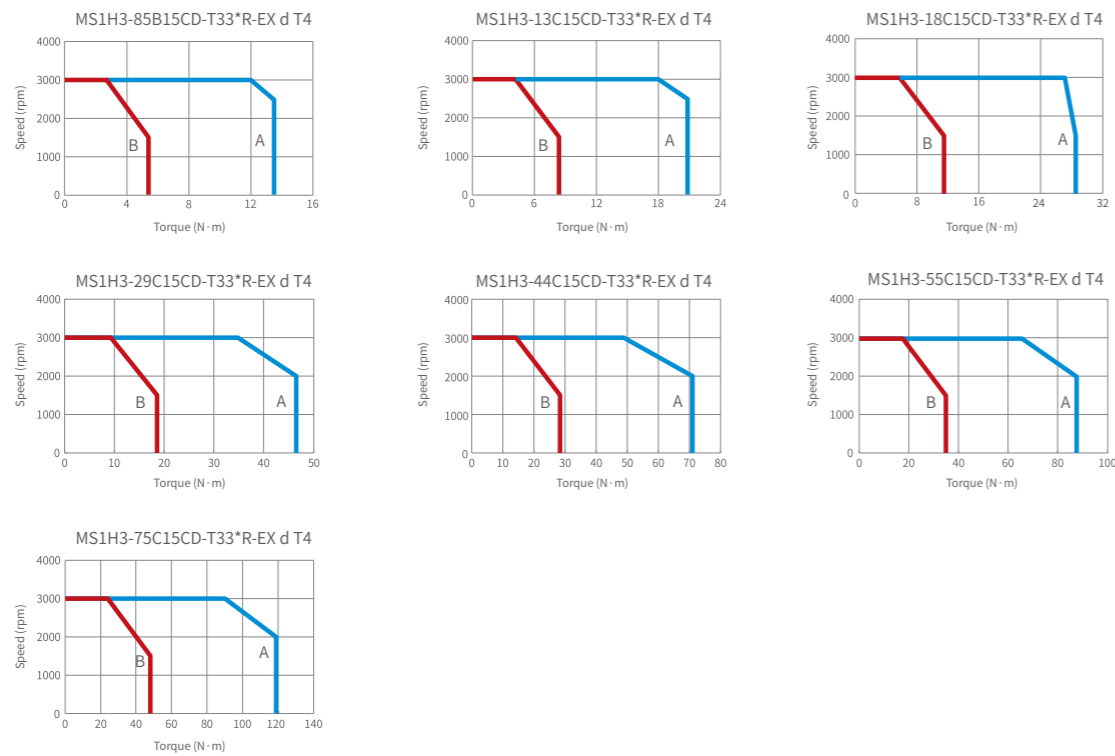 MS1H3-85B15CD-T33*R-EX d T4
Speed (rpm)
4000
3000
2000
1000
0
B
A
0 4 8 12 16
Torque (N·m)
MS1H3-13C15CD-T33*R-EX d T4
Speed (rpm)
4000
3000
2000
1000
0
B
A
0 6 12 18 24
Torque (N·m)
MS1H3-18C15CD-T33*R-EX d T4
Speed (rpm)
4000
3000
2000
1000
0
B
A
0 8 16 24 32
Torque (N·m)
MS1H3-29C15CD-T33*R-EX d T4
Speed (rpm)
4000
3000
2000
1000
0
B
A
0 10 20 30 40 50
Torque (N·m)
MS1H3-44C15CD-T33*R-EX d T4
Speed (rpm)
4000
3000
2000
1000
0
B
A
0 10 20 30 40 50 60 70 80
Torque (N·m)
MS1H3-55C15CD-T33*R-EX d T4
Speed (rpm)
4000
3000
2000
1000
0
B
A
0 20 40 60 80 100
Torque (N·m)
MS1H3-75C15CD-T33*R-EX d T4
Speed (rpm)
4000
3000
2000
1000
0
B
A
0 20 40 60 80 100 120 140
Torque (N·m)